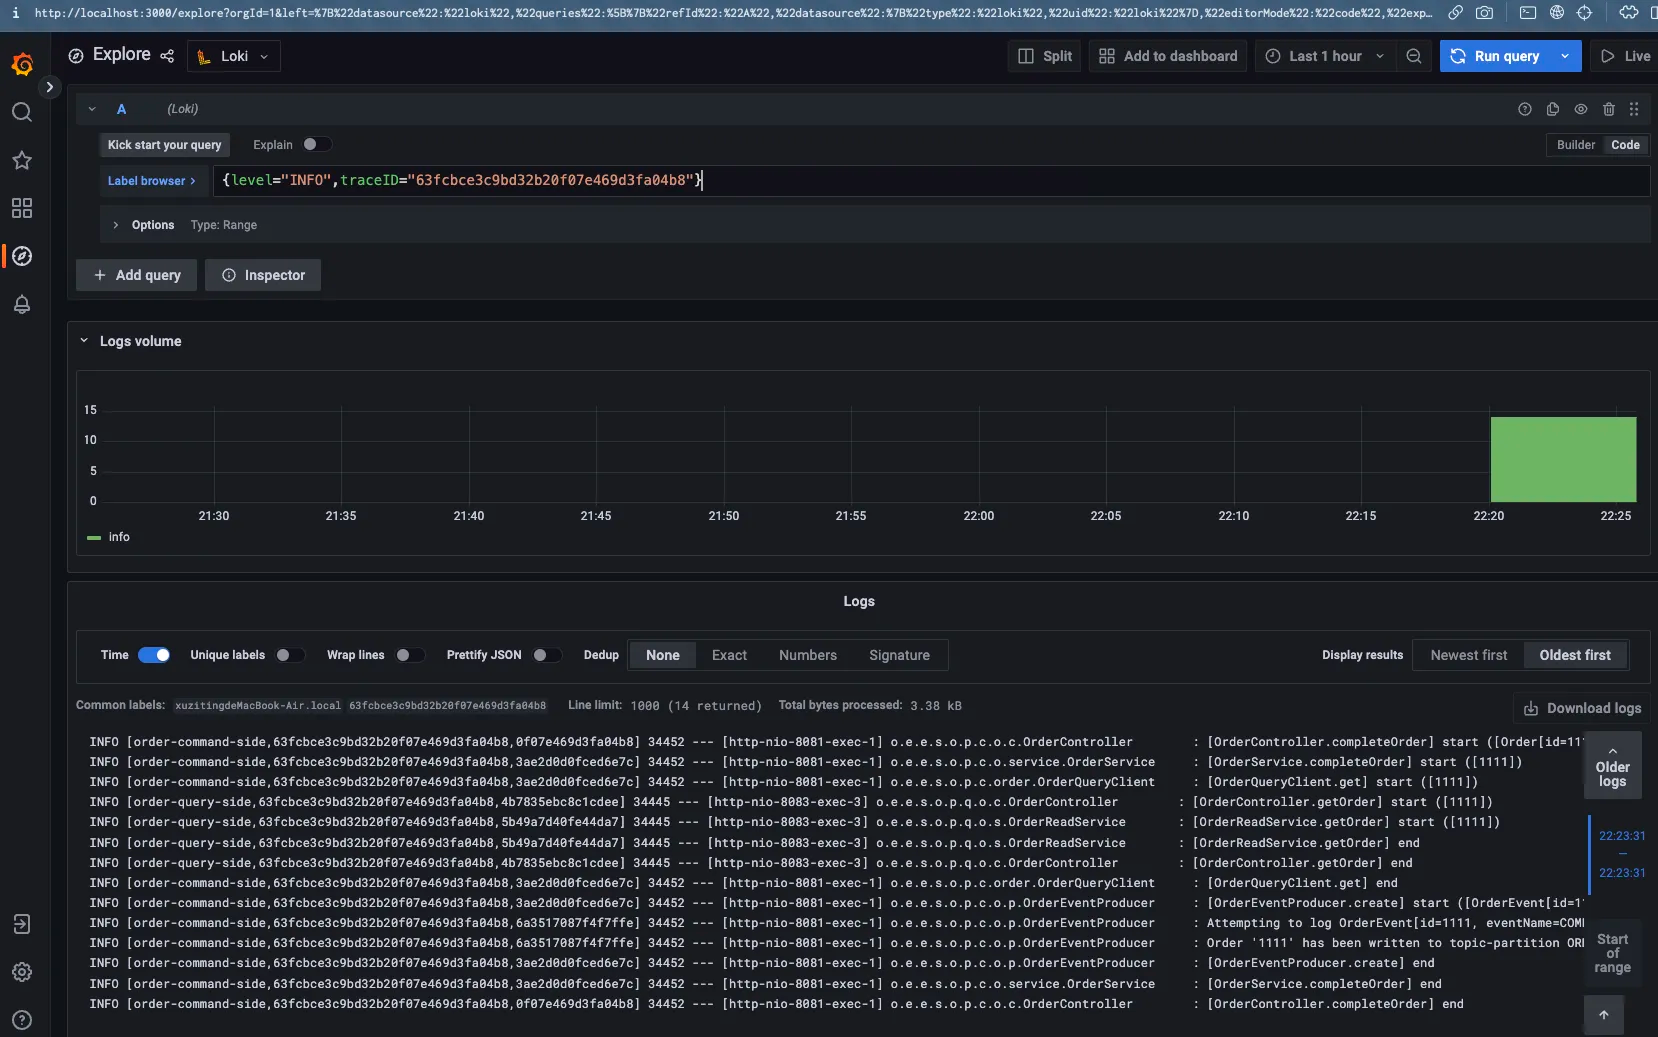 http://localhost:3000/explore?orgId=1&left=%7B%22datasource%22:%22loki%22,%22queries%22:%5B%7B%22refId%22:%22A%22,%22datasource%22:%7B%22type%22:%22loki%22,%22uid%22:%22loki%22%7D,%22editorMode%22:%22code%22,%22exp...
Explore
Loki
Split
Add to dashboard
Last 1 hour
Run query
Live
A (Loki)
Kick start your query
Explain
Builder
Code
Label browser >
{level="INFO",traceID="63fcbce3c9bd32b20f07e469d3fa04b8"}
Options Type: Range
+ Add query
Inspector
Logs volume
15
10
5
0
21:30 21:35 21:40 21:45 21:50 21:55 22:00 22:05 22:10 22:15 22:20 22:25
info
Logs
Time Unique labels Wrap lines Prettify JSON Dedup None Exact Numbers Signature Display results Newest first Oldest first
Common labels: xuzitingdeMacBook-Air.local 63fcbce3c9bd32b20f07e469d3fa04b8 Line limit: 1000 (14 returned) Total bytes processed: 3.38 kB
Download logs
INFO [order-command-side,63fcbce3c9bd32b20f07e469d3fa04b8,0f07e469d3fa04b8] 34452 --- [http-nio-8081-exec-1] o.e.e.s.o.p.c.o.c.OrderController : [OrderController.completeOrder] start ([Order[id=11
INFO [order-command-side,63fcbce3c9bd32b20f07e469d3fa04b8,3ae2d0d0fced6e7c] 34452 --- [http-nio-8081-exec-1] o.e.e.s.o.p.c.o.service.OrderService : [OrderService.completeOrder] start ([1111])
INFO [order-command-side,63fcbce3c9bd32b20f07e469d3fa04b8,3ae2d0d0fced6e7c] 34452 --- [http-nio-8081-exec-1] o.e.e.s.o.p.c.order.OrderQueryClient : [OrderQueryClient.get] start ([1111])
INFO [order-query-side,63fcbce3c9bd32b20f07e469d3fa04b8,4b7835ebc8c1cdee] 34445 --- [http-nio-8083-exec-3] o.e.e.s.o.p.q.o.c.OrderController : [OrderController.getOrder] start ([1111])
INFO [order-query-side,63fcbce3c9bd32b20f07e469d3fa04b8,5b49a7d40fe44da7] 34445 --- [http-nio-8083-exec-3] o.e.e.s.o.p.q.o.s.OrderReadService : [OrderReadService.getOrder] start ([1111])
INFO [order-query-side,63fcbce3c9bd32b20f07e469d3fa04b8,5b49a7d40fe44da7] 34445 --- [http-nio-8083-exec-3] o.e.e.s.o.p.q.o.s.OrderReadService : [OrderReadService.getOrder] end
INFO [order-query-side,63fcbce3c9bd32b20f07e469d3fa04b8,4b7835ebc8c1cdee] 34445 --- [http-nio-8083-exec-3] o.e.e.s.o.p.q.o.c.OrderController : [OrderController.getOrder] end
INFO [order-command-side,63fcbce3c9bd32b20f07e469d3fa04b8,3ae2d0d0fced6e7c] 34452 --- [http-nio-8081-exec-1] o.e.e.s.o.p.c.order.OrderQueryClient : [OrderQueryClient.get] end
INFO [order-command-side,63fcbce3c9bd32b20f07e469d3fa04b8,3ae2d0d0fced6e7c] 34452 --- [http-nio-8081-exec-1] o.e.e.s.o.p.c.o.p.OrderEventProducer : [OrderEventProducer.create] start ([OrderEvent[id=1
INFO [order-command-side,63fcbce3c9bd32b20f07e469d3fa04b8,6a3517087f4f7ffe] 34452 --- [http-nio-8081-exec-1] o.e.e.s.o.p.c.o.p.OrderEventProducer : Attempting to log OrderEvent[id=1111, eventName=COM
INFO [order-command-side,63fcbce3c9bd32b20f07e469d3fa04b8,6a3517087f4f7ffe] 34452 --- [http-nio-8081-exec-1] o.e.e.s.o.p.c.o.p.OrderEventProducer : Order '1111' has been written to topic-partition OR
INFO [order-command-side,63fcbce3c9bd32b20f07e469d3fa04b8,3ae2d0d0fced6e7c] 34452 --- [http-nio-8081-exec-1] o.e.e.s.o.p.c.o.p.OrderEventProducer : [OrderEventProducer.create] end
INFO [order-command-side,63fcbce3c9bd32b20f07e469d3fa04b8,3ae2d0d0fced6e7c] 34452 --- [http-nio-8081-exec-1] o.e.e.s.o.p.c.o.service.OrderService : [OrderService.completeOrder] end
INFO [order-command-side,63fcbce3c9bd32b20f07e469d3fa04b8,0f07e469d3fa04b8] 34452 --- [http-nio-8081-exec-1] o.e.e.s.o.p.c.o.c.OrderController : [OrderController.completeOrder] end
Older
logs
22:23:31
—
22:23:31
Start
of
range